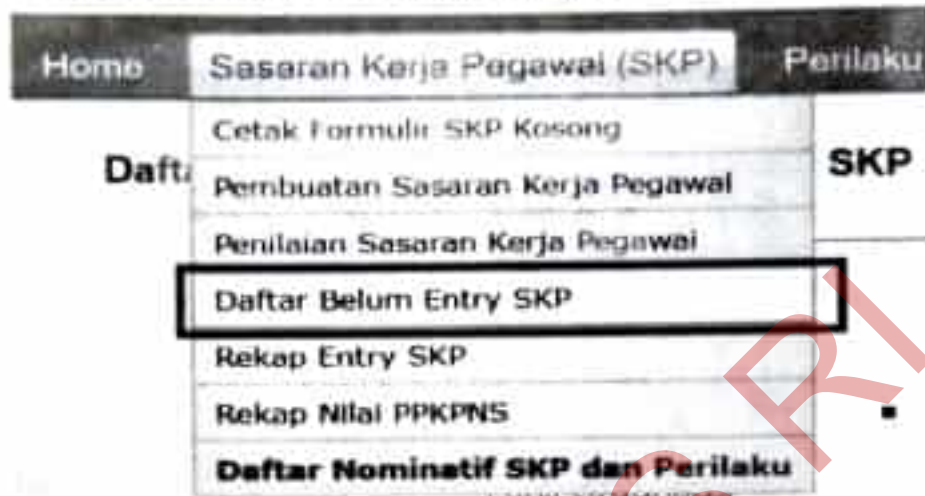 Home Sasaran Kerja Pegawai (SKP) Perilaku
Cetak Formulir SKP Kosong
Dafta SKP
Pembuatan Sasaran Kerja Pegawai
Penilaian Sasaran Kerja Pegawai
Daftar Belum Entry SKP
Rekap Entry SKP
Rekap Nilai PPKPNS
Daftar Nominatif SKP dan Perilaku
RI